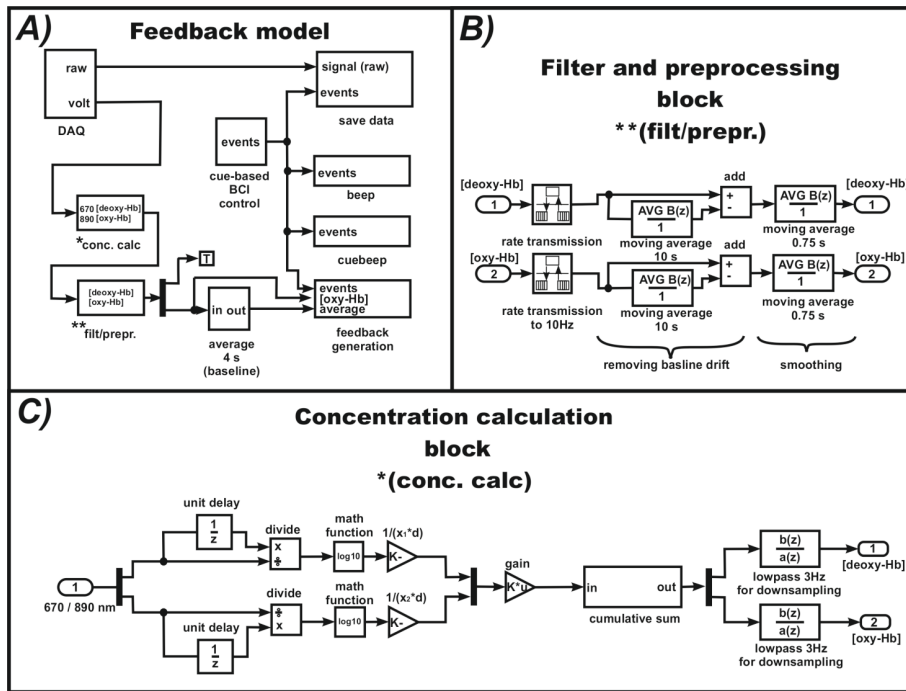 A)
Feedback model
raw
volt
DAQ
signal (raw)
events
save data
events
cue-based
BCI
control
events
beep
events
cuebeep
670 [deoxy-Hb]
890 [oxy-Hb]
*conc. calc
[deoxy-Hb]
[oxy-Hb]
**filt/prepr.
T
in out
average
4 s
(baseline)
events
[oxy-Hb]
average
feedback
generation
B)
Filter and preprocessing
block
**(filt/prepr.)
[deoxy-Hb]
1
rate transmission
AVG B(z)
1
moving average
10 s
add
+
-
AVG B(z)
1
moving average
0.75 s
[deoxy-Hb]
1
[oxy-Hb]
2
rate transmission
to 10Hz
AVG B(z)
1
moving average
10 s
add
+
-
AVG B(z)
1
moving average
0.75 s
[oxy-Hb]
2
removing basline drift
smoothing
C)
Concentration calculation
block
*(conc. calc)
1
670 / 890 nm
unit delay
1
z
divide
x
÷
math
function
log10
1/(x₁*d)
K-
divide
÷
x
unit delay
1
z
math
function
log10
1/(x₂*d)
K-
gain
K*u
in
out
cumulative sum
b(z)
a(z)
lowpass 3Hz
for downsampling
1
[deoxy-Hb]
b(z)
a(z)
lowpass 3Hz
for downsampling
2
[oxy-Hb]